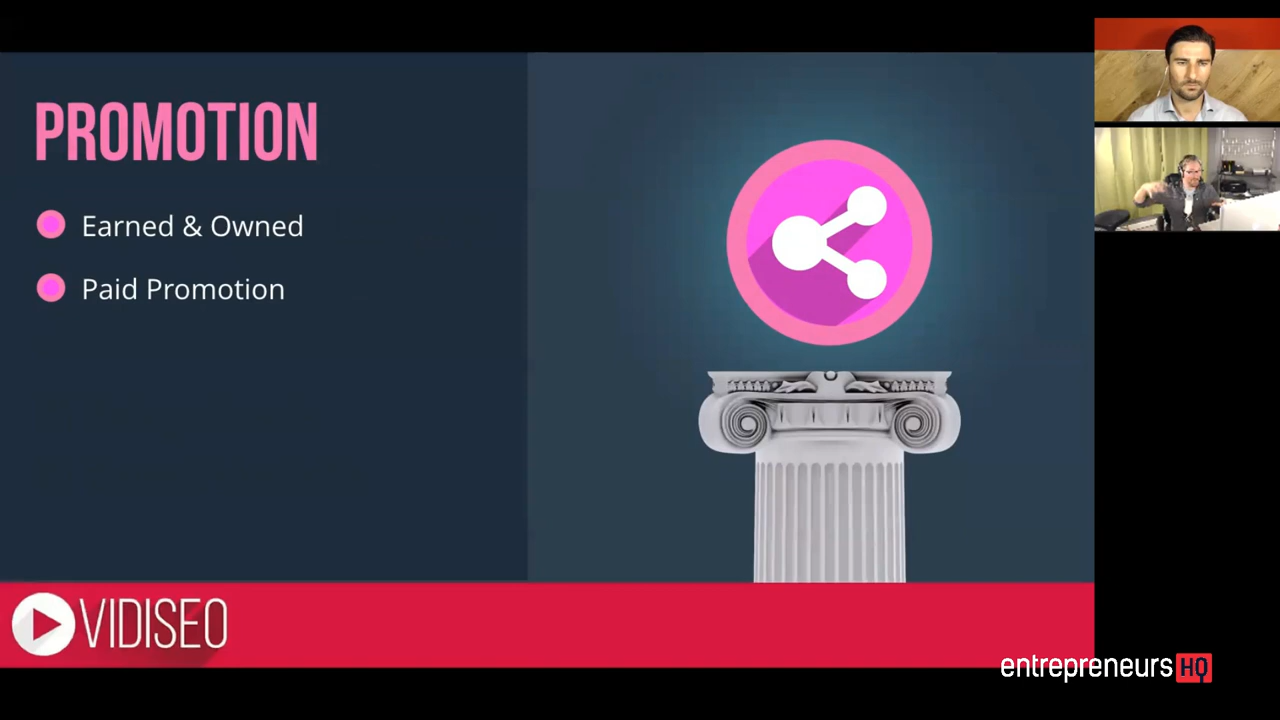 PROMOTION
Earned & Owned
Paid Promotion
VIDISEO
entrepreneurs HQ